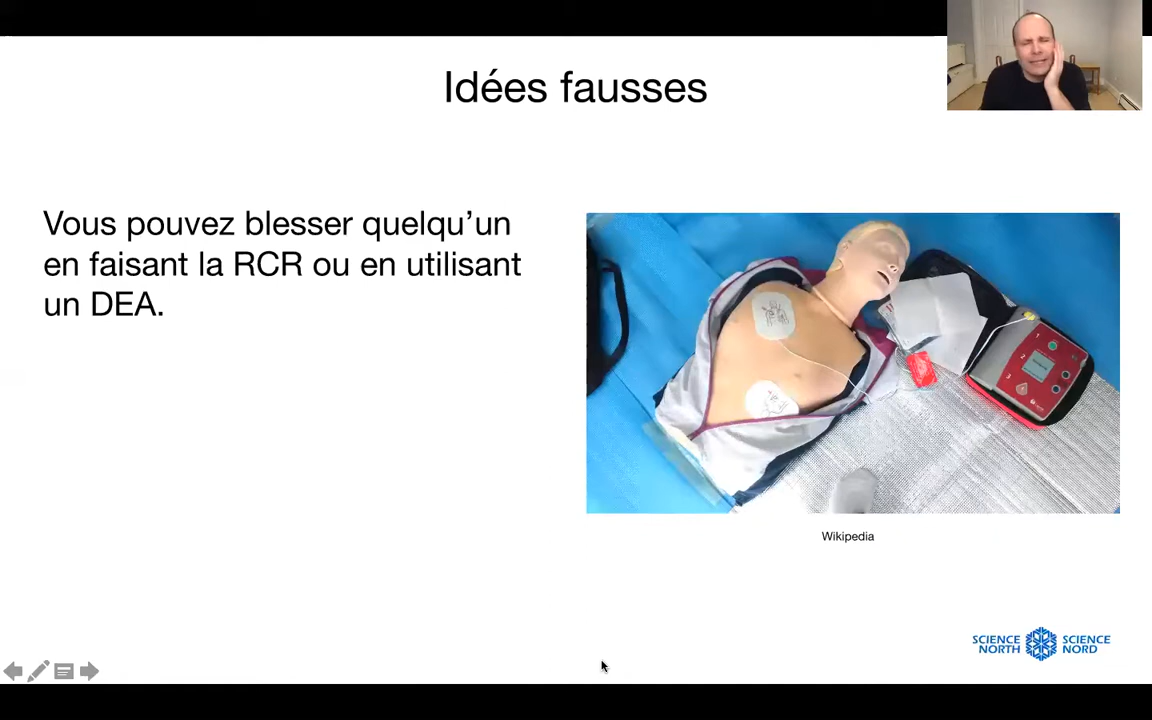 Idées fausses
Vous pouvez blesser quelqu’un
en faisant la RCR ou en utilisant
un DEA.
Wikipedia
SCIENCE NORTH
SCIENCE NORD